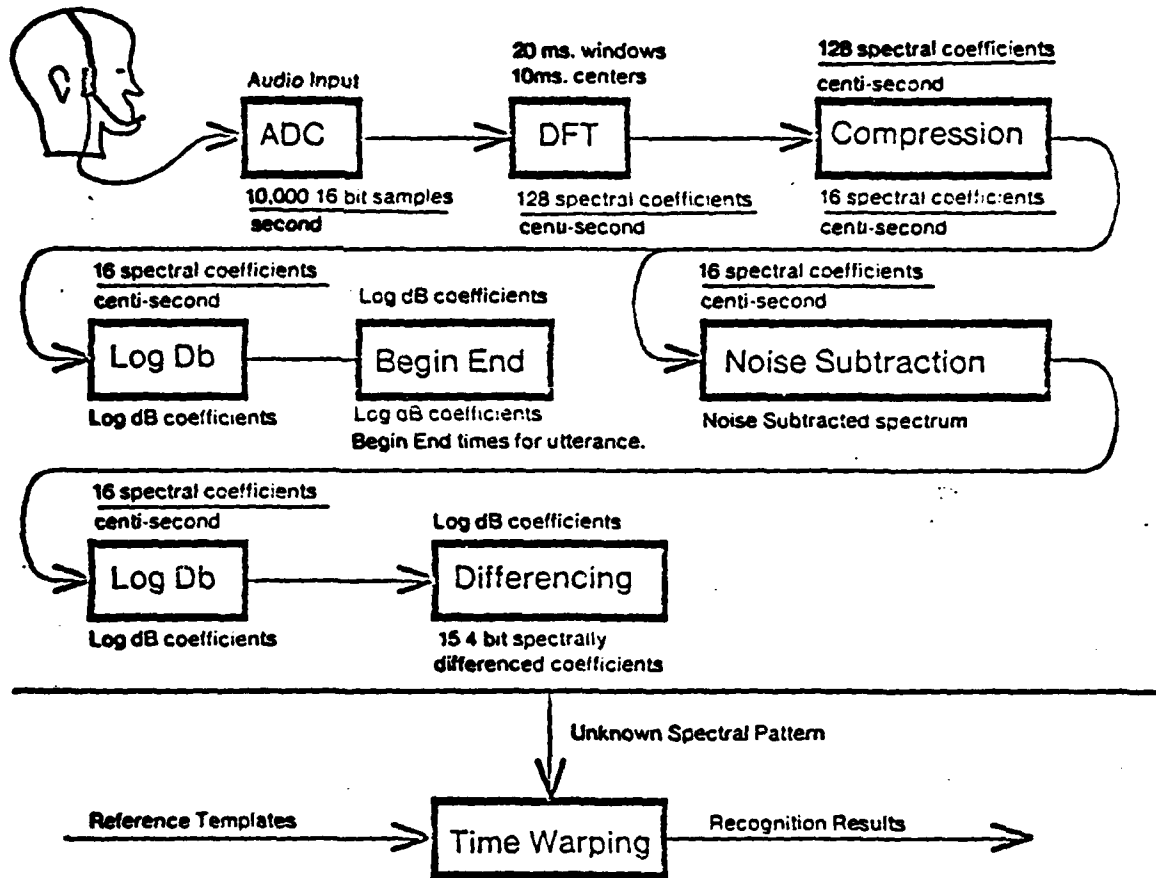 Audio Input
ADC
10,000 16 bit samples
second
20 ms. windows
10ms. centers
DFT
128 spectral coefficients
centi-second
128 spectral coefficients
centi-second
Compression
16 spectral coefficients
centi-second
16 spectral coefficients
centi-second
Log Db
Log dB coefficients
Log dB coefficients
Begin End
Log dB coefficients
Begin End times for utterance.
16 spectral coefficients
centi-second
Noise Subtraction
Noise Subtracted spectrum
16 spectral coefficients
centi-second
Log Db
Log dB coefficients
Log dB coefficients
Differencing
15 4 bit spectrally
differenced coefficients
Unknown Spectral Pattern
Reference Templates
Time Warping
Recognition Results